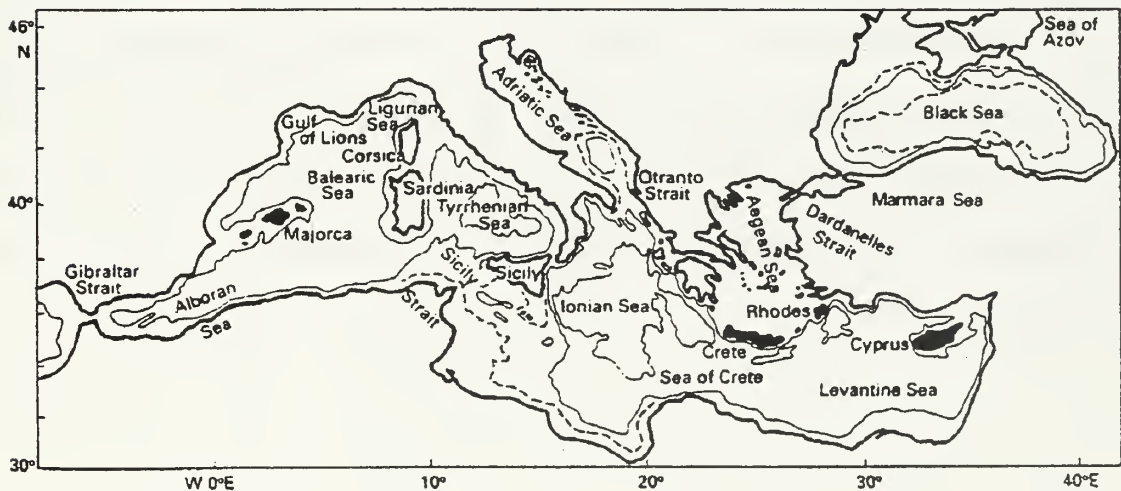 46°
N
40°
30°
W 0°E
10°
20°
30°
40°E
Sea of
Azov
Black Sea
Adriatic Sea
Ligurian
Sea
Gulf
of Lions
Corsica
Balearic
Sea
Sardinia
Tyrrhenian
Sea
Otranto
Strait
Marmara Sea
Dardanelles
Strait
Aegean Sea
Majorca
Gibraltar
Strait
Alboran
Sea
Sicily
Strait
Sicily
Ionian Sea
Rhodes
Crete
Sea of Crete
Cyprus
Levantine Sea